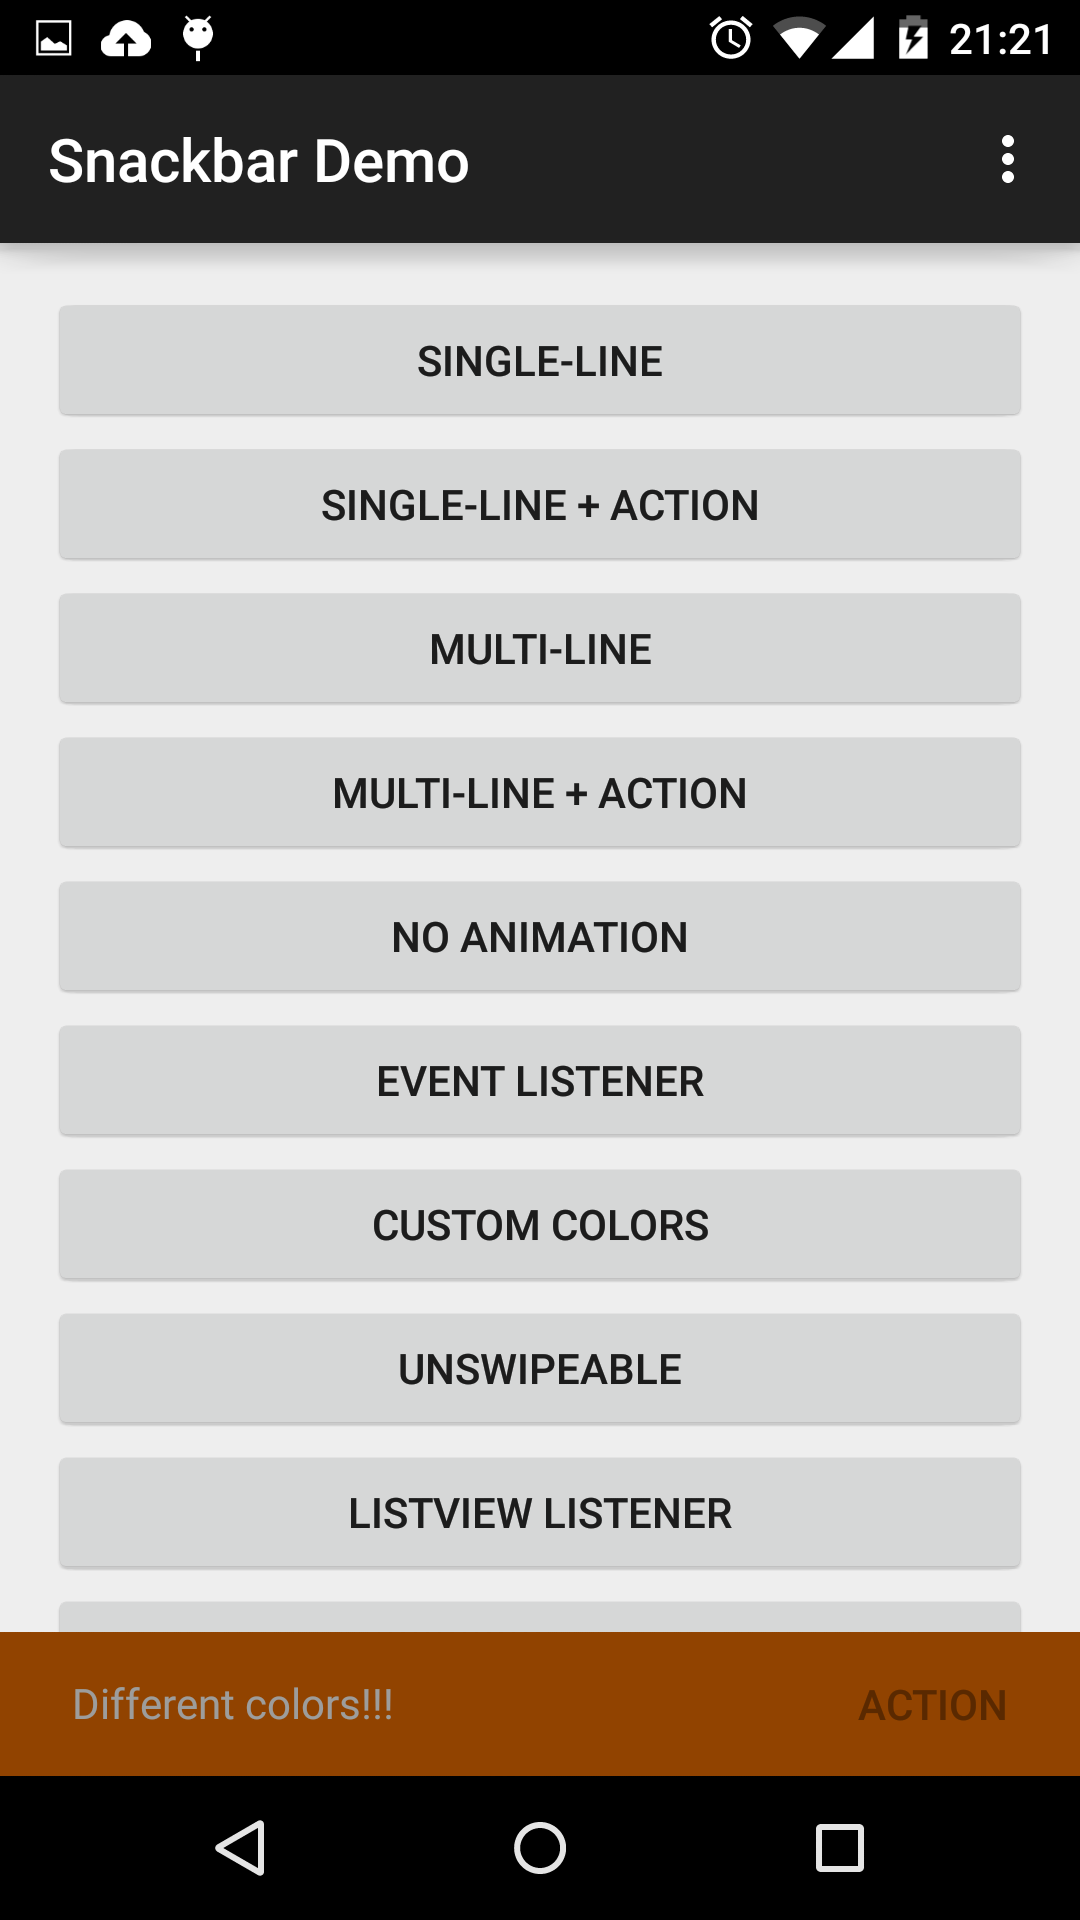 21:21
Snackbar Demo
SINGLE-LINE
SINGLE-LINE + ACTION
MULTI-LINE
MULTI-LINE + ACTION
NO ANIMATION
EVENT LISTENER
CUSTOM COLORS
UNSWIPEABLE
LISTVIEW LISTENER
Different colors!!! ACTION